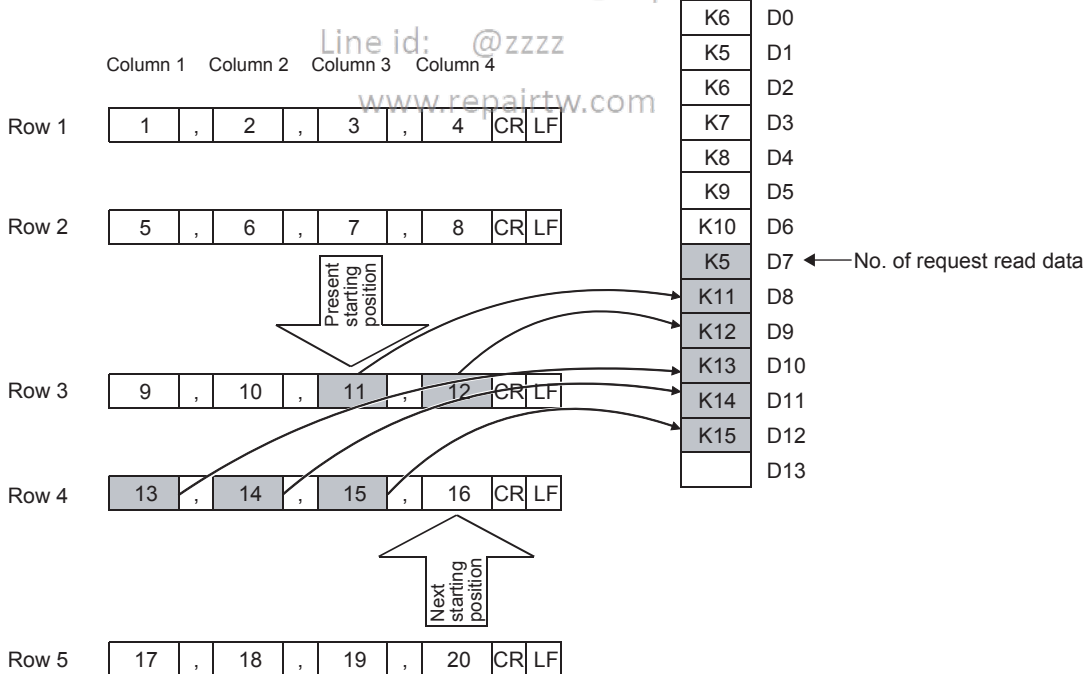 Line id: @zzzz
www.repairtw.com
Column 1 Column 2 Column 3 Column 4
Row 1 1 , 2 , 3 , 4 CR LF
Row 2 5 , 6 , 7 , 8 CR LF
Present
starting
position
Row 3 9 , 10 , 11 , 12 CR LF
Row 4 13 , 14 , 15 , 16 CR LF
Next
starting
position
Row 5 17 , 18 , 19 , 20 CR LF
K6 D0
K5 D1
K6 D2
K7 D3
K8 D4
K9 D5
K10 D6
K5 D7 No. of request read data
K11 D8
K12 D9
K13 D10
K14 D11
K15 D12
D13